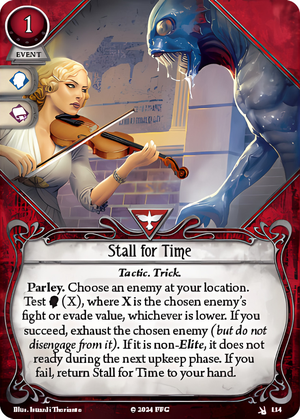 1
EVENT
Stall for Time
Tactic. Trick.
Parley. Choose an enemy at your location.
Test (X), where X is the chosen enemy's
fight or evade value, whichever is lower. If you
succeed, exhaust the chosen enemy (but do not
disengage from it). If it is non-Elite, it does not
ready during the next upkeep phase. If you
fail, return Stall for Time to your hand.
Illus.
© 2024 FFG
114